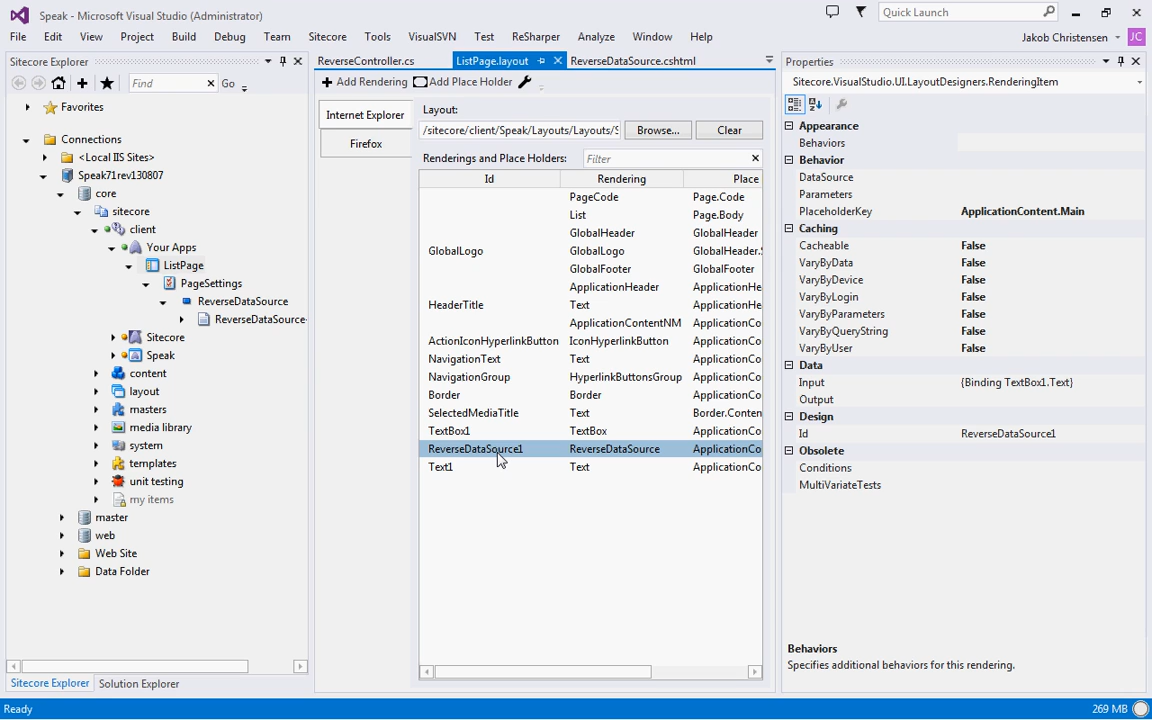 Speak - Microsoft Visual Studio (Administrator)
Quick Launch
File Edit View Project Build Debug Team Sitecore Tools VisualSVN Test ReSharper Analyze Window Help
Jakob Christensen JC
Sitecore Explorer
Find
Go
Favorites
Connections
<Local IIS Sites>
Speak71rev130807
core
sitecore
client
Your Apps
ListPage
PageSettings
ReverseDataSource
ReverseDataSource
Sitecore
Speak
content
layout
masters
media library
system
templates
unit testing
my items
master
web
Web Site
Data Folder
Sitecore Explorer Solution Explorer
ReverseController.cs ListPage.layout ReverseDataSource.cshtml
Add Rendering Add Place Holder
Internet Explorer
Firefox
Layout:
/sitecore/client/Speak/Layouts/Layouts/S Browse... Clear
Renderings and Place Holders: Filter
Id Rendering Place
PageCode Page.Code
List Page.Body
GlobalHeader GlobalHeader
GlobalLogo GlobalLogo GlobalHeader.S
GlobalFooter GlobalFooter
ApplicationHeader ApplicationHe
HeaderTitle Text ApplicationHe
ApplicationContentNM ApplicationCo
ActionIconHyperlinkButton IconHyperlinkButton ApplicationCo
NavigationText Text ApplicationCo
NavigationGroup HyperlinkButtonsGroup ApplicationCo
Border Border ApplicationCo
SelectedMediaTitle Text Border.Conten
TextBox1 TextBox ApplicationCo
ReverseDataSource1 ReverseDataSource ApplicationCo
Text1 Text ApplicationCo
Properties
Sitecore.VisualStudio.UI.LayoutDesigners.RenderingItem
Appearance
Behaviors
Behavior
DataSource
Parameters
PlaceholderKey ApplicationContent.Main
Caching
Cacheable False
VaryByData False
VaryByDevice False
VaryByLogin False
VaryByParameters False
VaryByQueryString False
VaryByUser False
Data
Input {Binding TextBox1.Text}
Output
Design
Id ReverseDataSource1
Obsolete
Conditions
MultiVariateTests
Behaviors
Specifies additional behaviors for this rendering.
Ready
269 MB